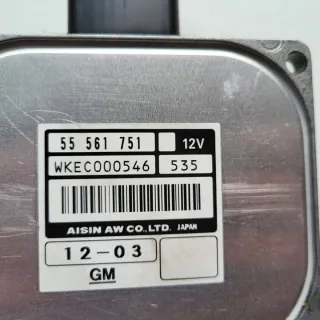 55 561 751 12V
WKEC000546 535
AISIN AW CO.,LTD. JAPAN
12-03
GM